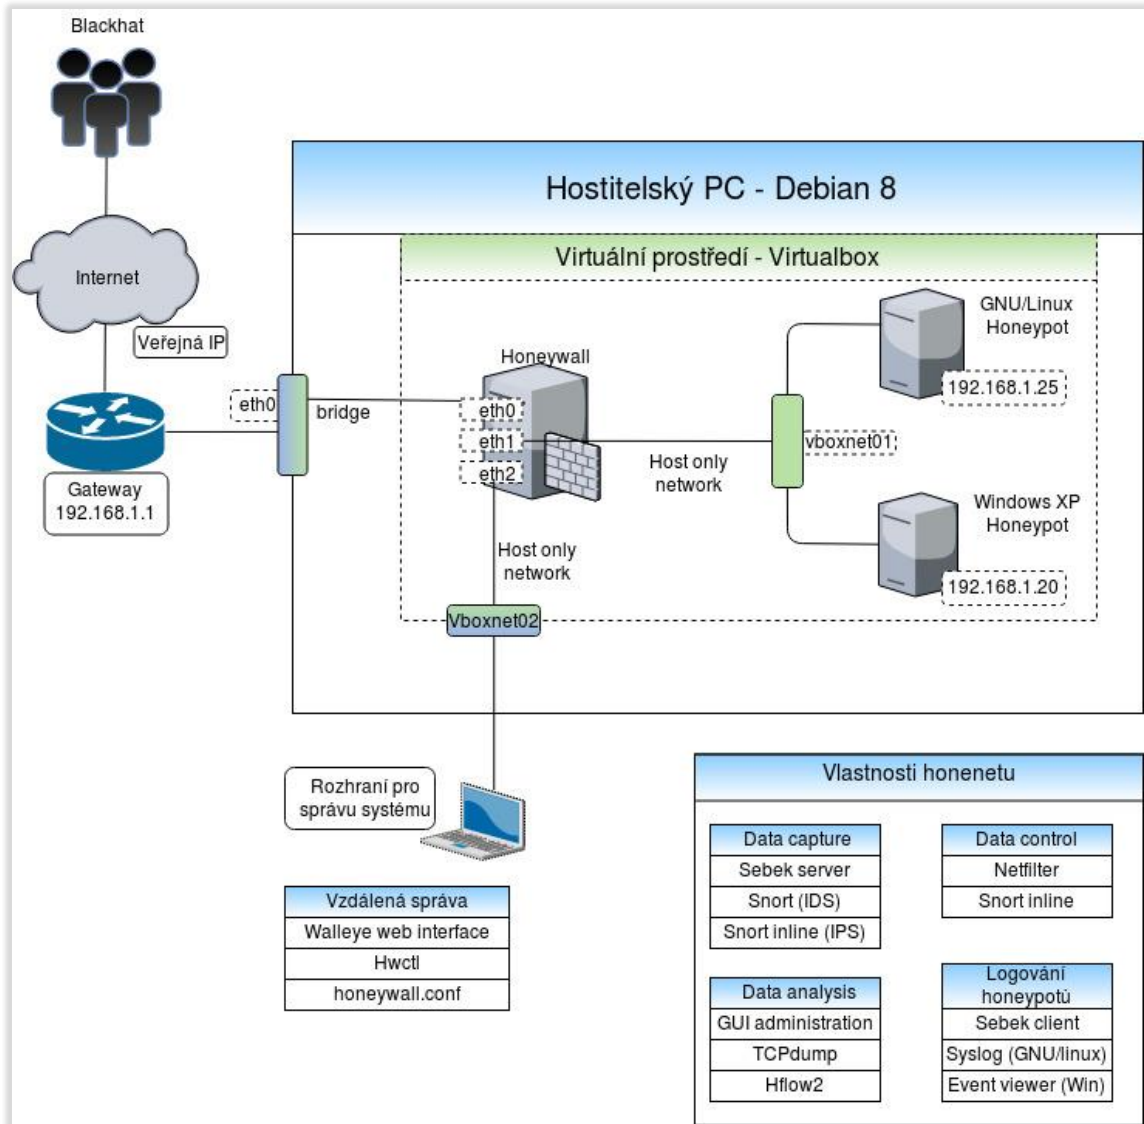 Blackhat
Internet
Veřejná IP
Gateway
192.168.1.1
Hostitelský PC - Debian 8
Virtuální prostředí - Virtualbox
eth0
bridge
Honeywall
eth0
eth1
eth2
Host only
network
vboxnet01
GNU/Linux
Honeypot
192.168.1.25
Windows XP
Honeypot
192.168.1.20
Host only
network
Vboxnet02
Rozhraní pro
správu systému
Vzdálená správa
Walleye web interface
Hwctl
honeywall.conf
Vlastnosti honenetu
Data capture
Sebek server
Snort (IDS)
Snort inline (IPS)
Data control
Netfilter
Snort inline
Data analysis
GUI administration
TCPdump
Hflow2
Logování
honeypotů
Sebek client
Syslog (GNU/linux)
Event viewer (Win)